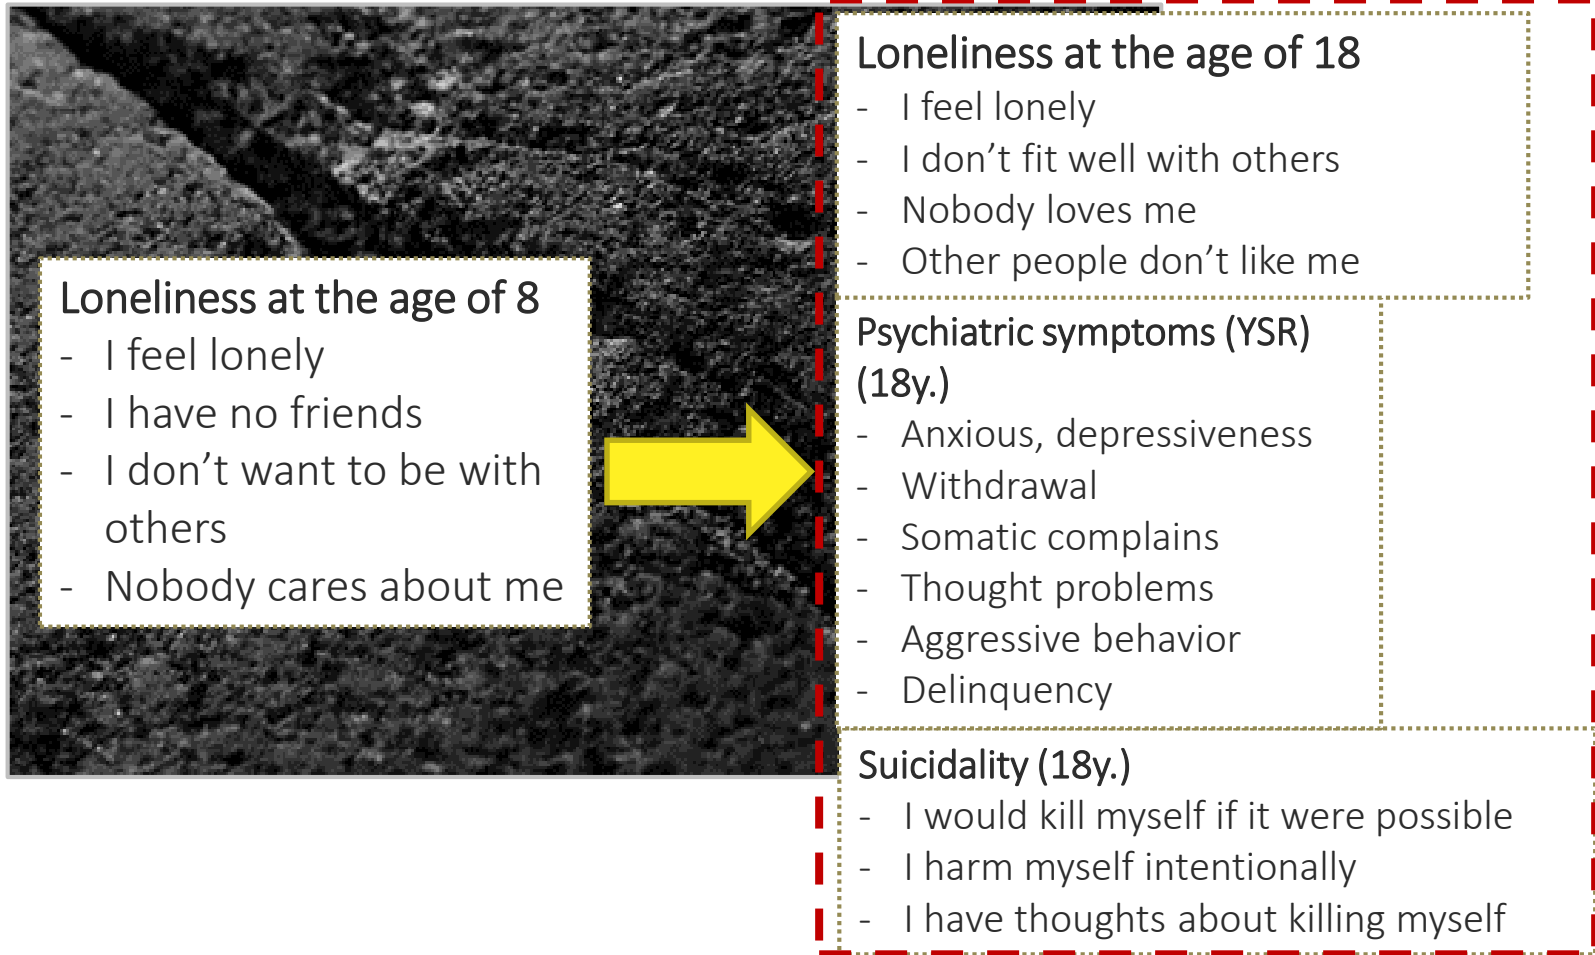 Loneliness at the age of 8
- I feel lonely
- I have no friends
- I don't want to be with
others
- Nobody cares about me
Loneliness at the age of 18
- I feel lonely
- I don't fit well with others
- Nobody loves me
- Other people don't like me
Psychiatric symptoms (YSR)
(18y.)
- Anxious, depressiveness
- Withdrawal
- Somatic complains
- Thought problems
- Aggressive behavior
- Delinquency
Suicidality (18y.)
- I would kill myself if it were possible
- I harm myself intentionally
- I have thoughts about killing myself